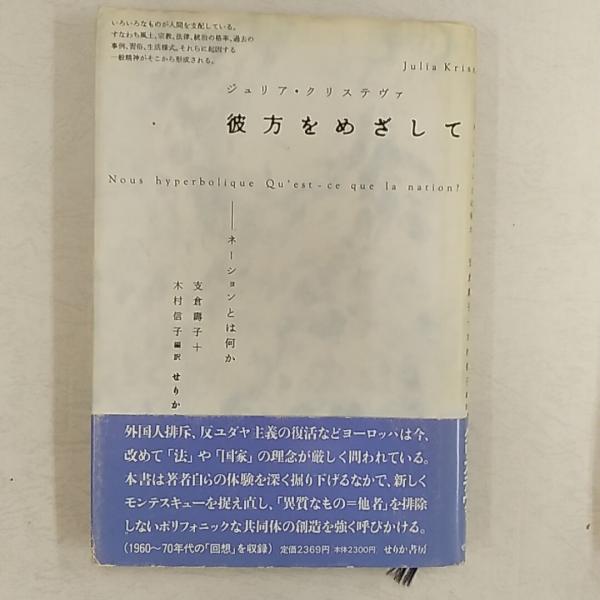 いろいろなものが人間を支配している。
すなわち風土、宗教、法律、統治の格率、過去の
事例、習俗、生活様式。それらに起因する
一般精神がそこから形成される。
Julia Kris
ジュリア・クリステヴァ
彼方をめざして
Nous hyperbolique Qu'est-ce que la nation?
――ネーションとは何か
支倉壽子+
木村信子 編訳 せりか
外国人排斥、反ユダヤ主義の復活などヨーロッパは今、
改めて「法」や「国家」の理念が厳しく問われている。
本書は著者自らの体験を深く掘り下げるなかで、新しく
モンテスキューを捉え直し、「異質なもの=他者」を排除
しないポリフォニックな共同体の創造を強く呼びかける。
(1960〜70年代の「回想」を収録) 定価2369円 本体2300円 せりか書房